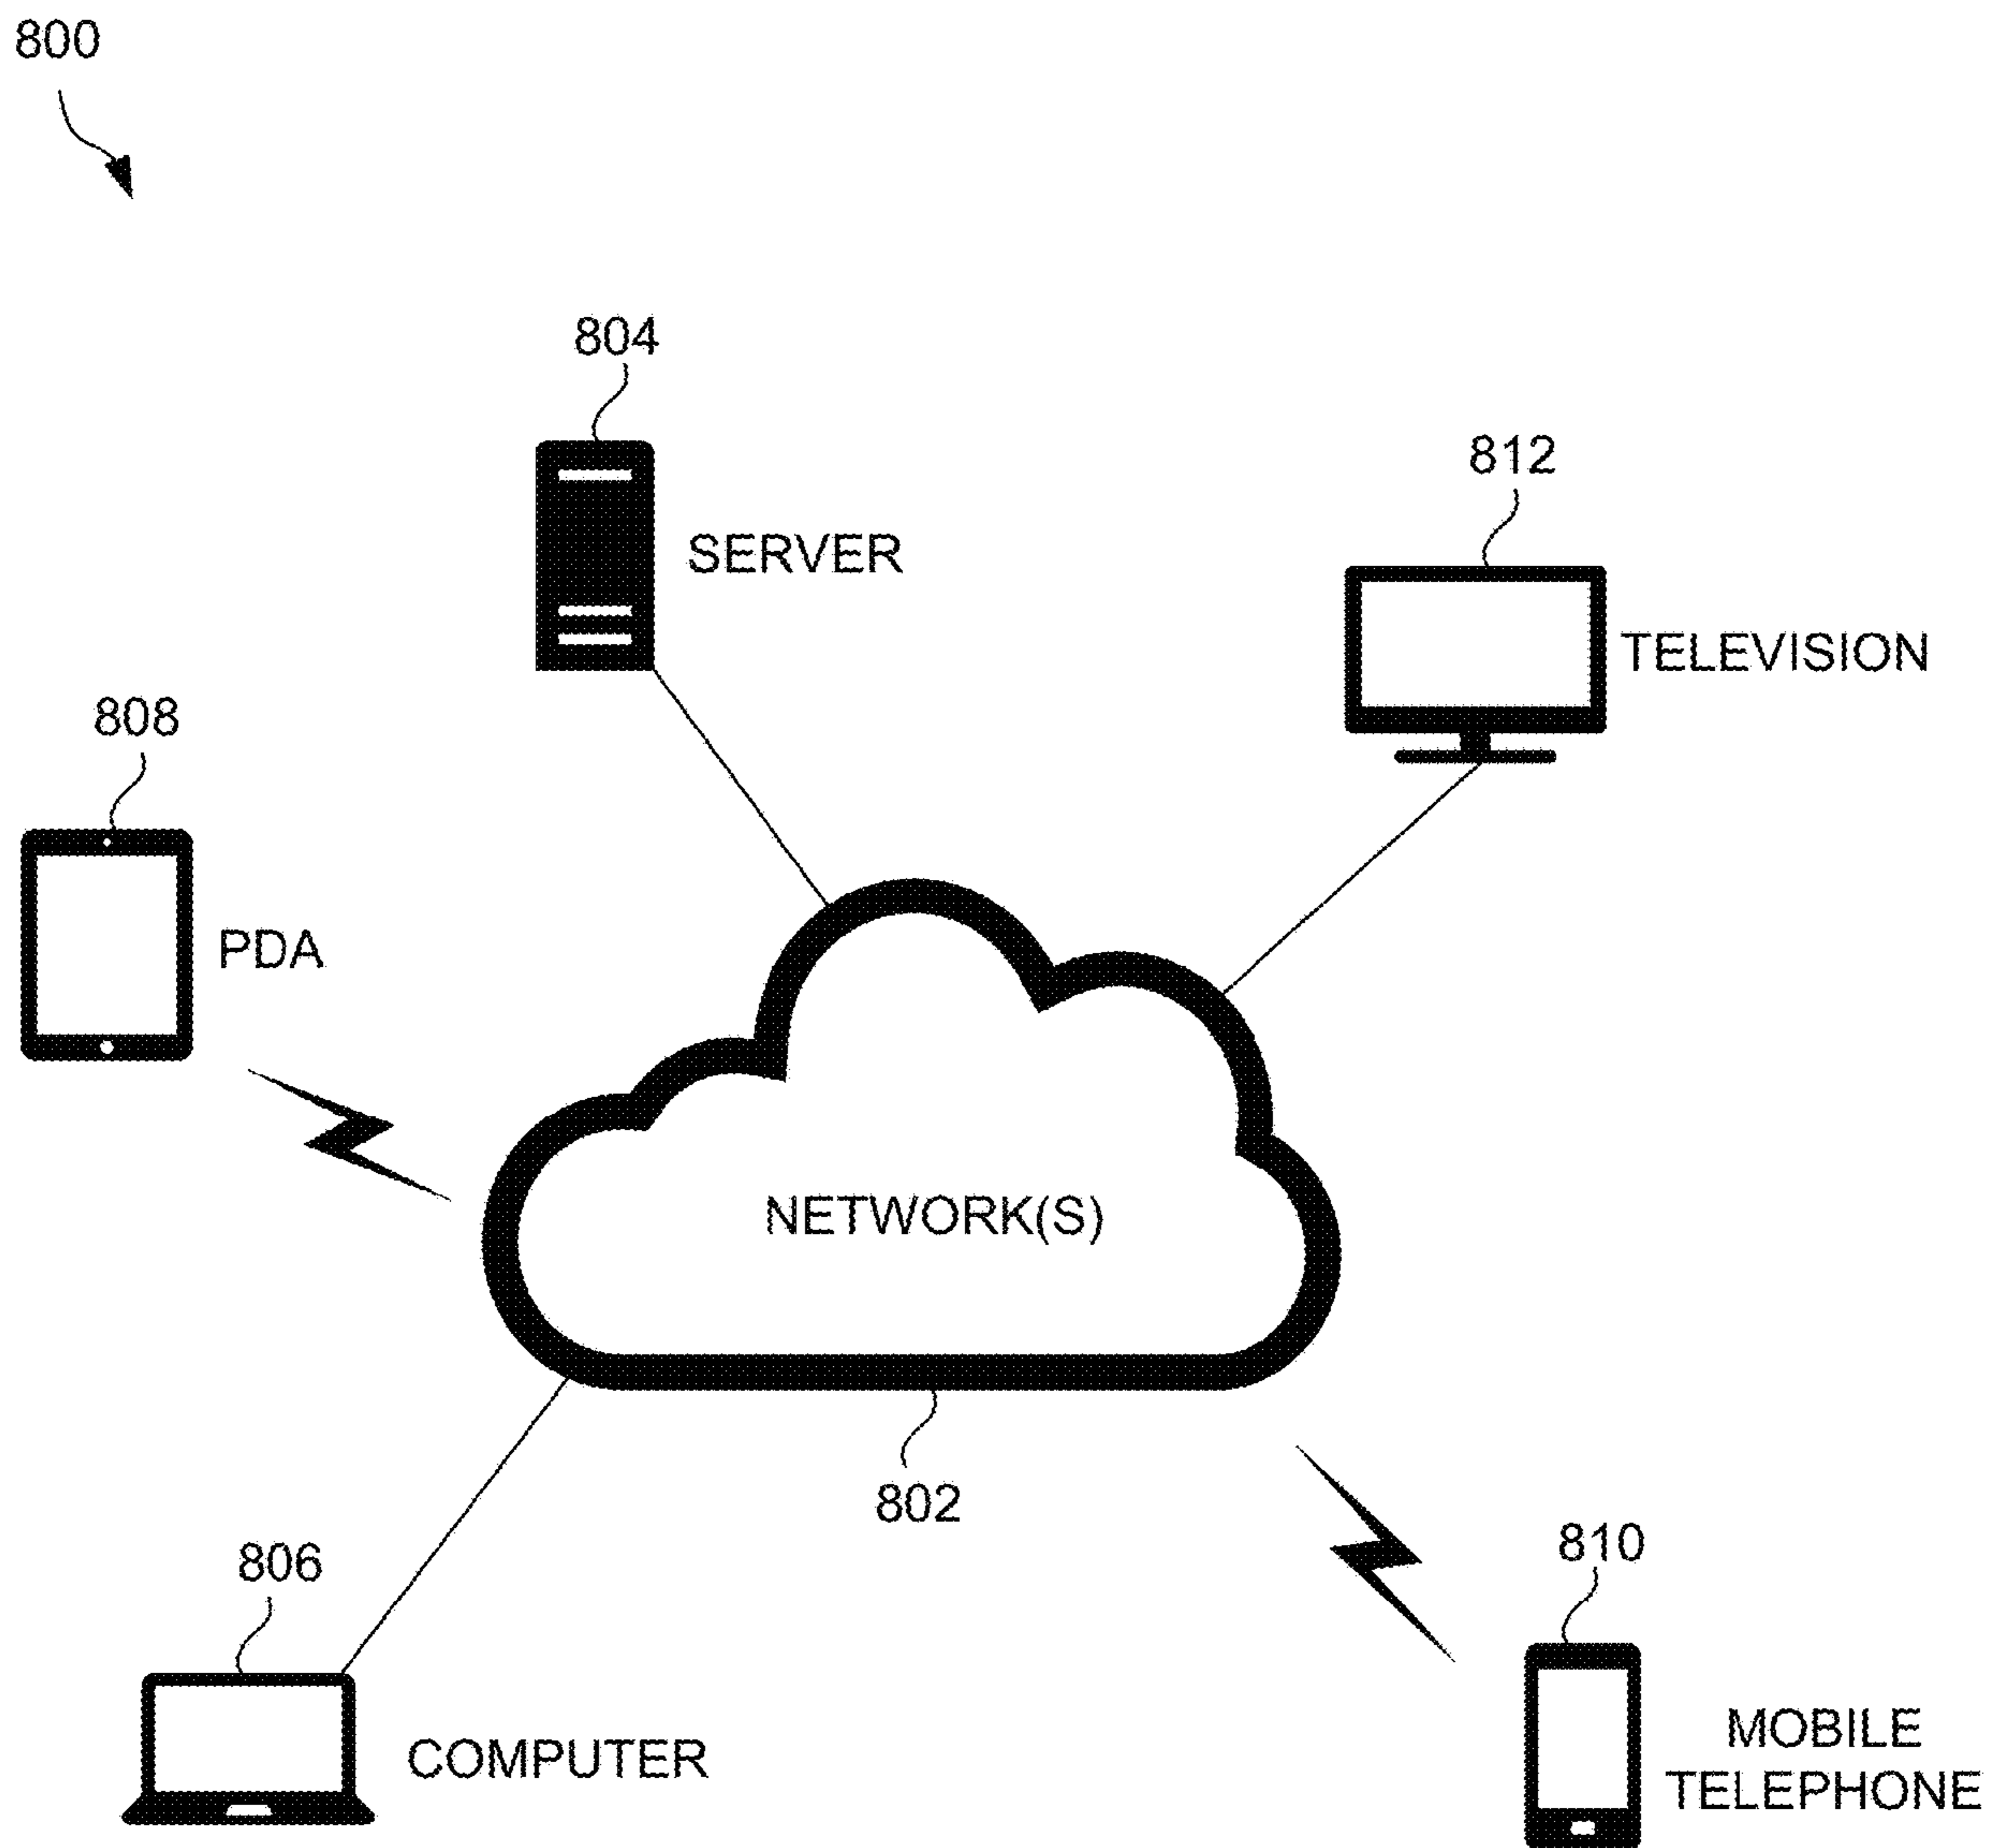 800
804
SERVER
812
TELEVISION
808
PDA
NETWORK(S)
802
806
COMPUTER
810
MOBILE
TELEPHONE